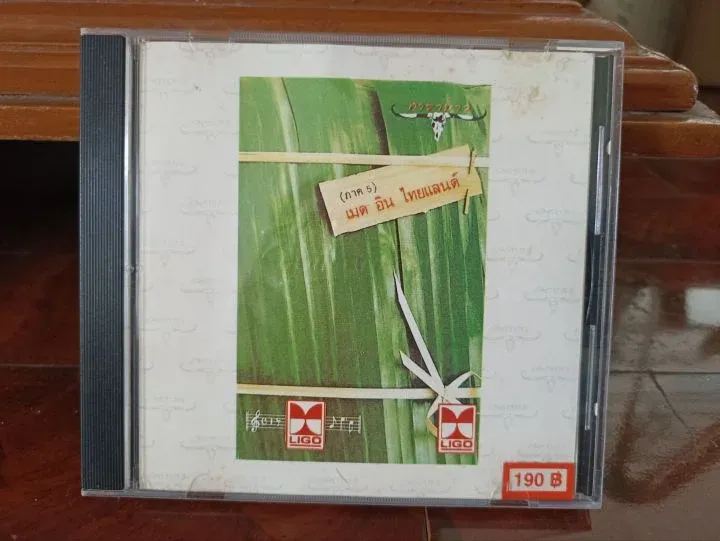 คาราบาว
(ภาค 5)
เมด อิน ไทยแลนด์
LIGO
LIGO
190 ฿